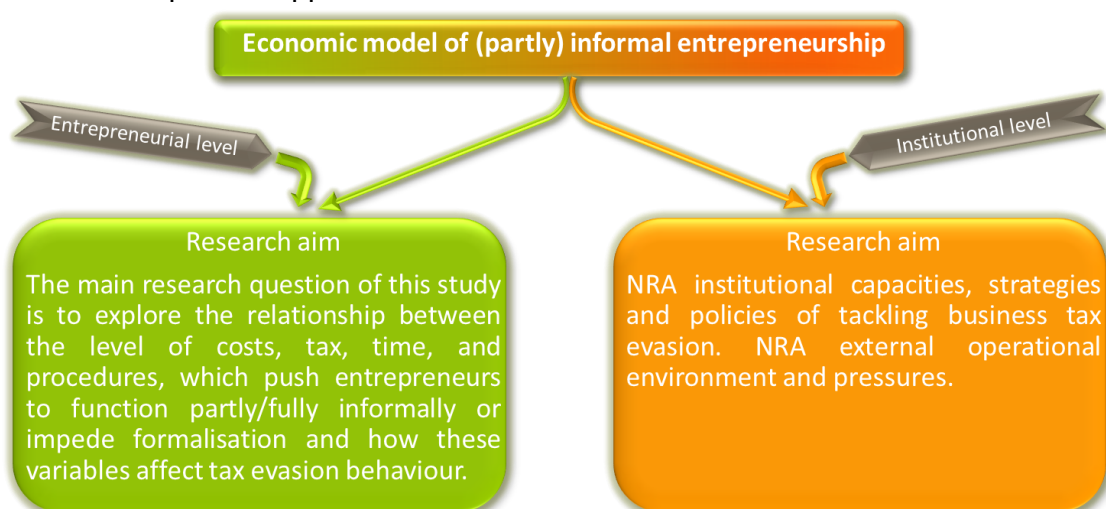 Economic model of (partly) informal entrepreneurship
Entrepreneurial level
Institutional level
Research aim
The main research question of this study
is to explore the relationship between
the level of costs, tax, time, and
procedures, which push entrepreneurs
to function partly/fully informally or
impede formalisation and how these
variables affect tax evasion behaviour.
Research aim
NRA institutional capacities, strategies
and policies of tackling business tax
evasion. NRA external operational
environment and pressures.